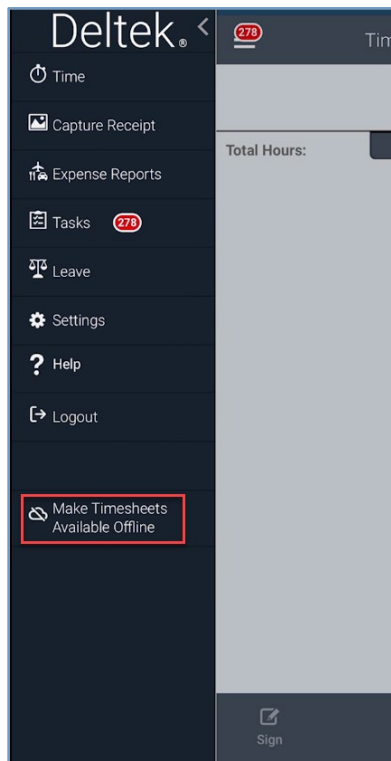 Deltek.
278
Tim
Time
Capture Receipt
Total Hours:
Expense Reports
Tasks 278
Leave
Settings
Help
Logout
Make Timesheets
Available Offline
Sign